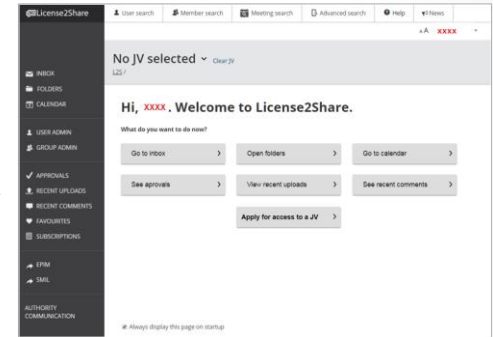 License2Share
User search Member search Meeting search Advanced search Help News
AA xxxx
No JV selected Clear JV
L2S /
INBOX
FOLDERS
CALENDAR
USER ADMIN
GROUP ADMIN
APPROVALS
RECENT UPLOADS
RECENT COMMENTS
FAVOURITES
SUBSCRIPTIONS
EPIM
SMIL
AUTHORITY
COMMUNICATION
Hi, xxxx . Welcome to License2Share.
What do you want to do now?
Go to inbox > Open folders > Go to calendar >
See aprovals > View recent uploads > See recent comments >
Apply for access to a JV >
Always display this page on startup